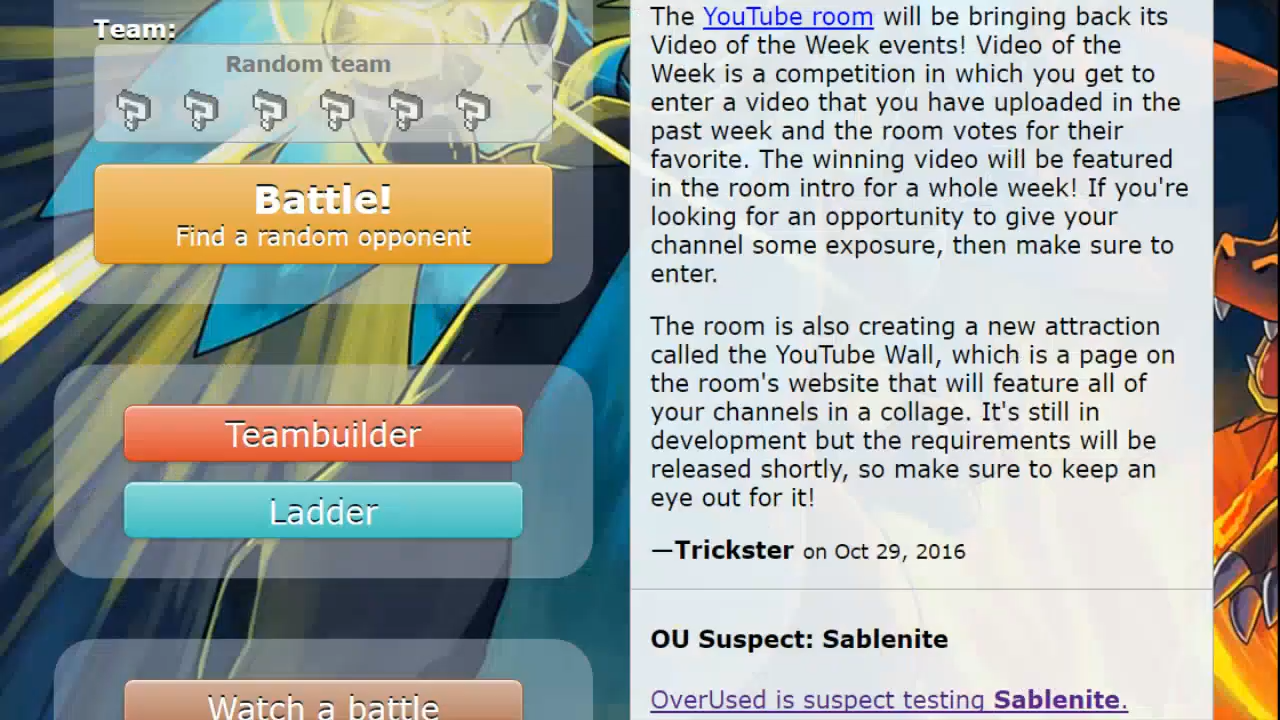 Team:
Random team
Battle!
Find a random opponent
Teambuilder
Ladder
Watch a battle
The YouTube room will be bringing back its
Video of the Week events! Video of the
Week is a competition in which you get to
enter a video that you have uploaded in the
past week and the room votes for their
favorite. The winning video will be featured
in the room intro for a whole week! If you're
looking for an opportunity to give your
channel some exposure, then make sure to
enter.
The room is also creating a new attraction
called the YouTube Wall, which is a page on
the room's website that will feature all of
your channels in a collage. It's still in
development but the requirements will be
released shortly, so make sure to keep an
eye out for it!
—Trickster on Oct 29, 2016
OU Suspect: Sablenite
OverUsed is suspect testing Sablenite.